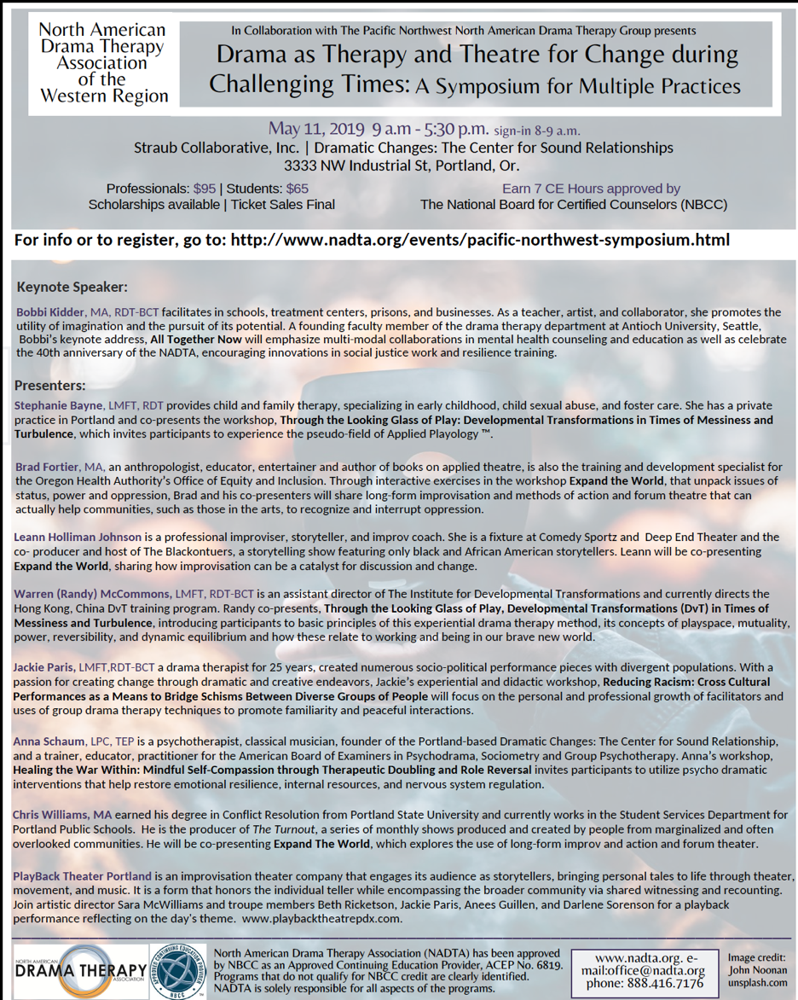 North American
Drama Therapy
Association
of the
Western Region
In Collaboration with The Pacific Northwest North American Drama Therapy Group presents
Drama as Therapy and Theatre for Change during
Challenging Times: A Symposium for Multiple Practices
May 11, 2019 9 a.m - 5:30 p.m. sign-in 8-9 a.m.
Straub Collaborative, Inc. | Dramatic Changes: The Center for Sound Relationships
3333 NW Industrial St, Portland, Or.
Professionals: $95 | Students: $65
Scholarships available | Ticket Sales Final
Earn 7 CE Hours approved by
The National Board for Certified Counselors (NBCC)
For info or to register, go to: http://www.nadta.org/events/pacific-northwest-symposium.html
Keynote Speaker:
Bobbi Kidder, MA, RDT-BCT facilitates in schools, treatment centers, prisons, and businesses. As a teacher, artist, and collaborator, she promotes the
utility of imagination and the pursuit of its potential. A founding faculty member of the drama therapy department at Antioch University, Seattle,
Bobbi's keynote address, All Together Now will emphasize multi-modal collaborations in mental health counseling and education as well as celebrate
the 40th anniversary of the NADTA, encouraging innovations in social justice work and resilience training.
Presenters:
Stephanie Bayne, LMFT, RDT provides child and family therapy, specializing in early childhood, child sexual abuse, and foster care. She has a private
practice in Portland and co-presents the workshop, Through the Looking Glass of Play: Developmental Transformations in Times of Messiness and
Turbulence, which invites participants to experience the pseudo-field of Applied Playology ™.
Brad Fortier, MA, an anthropologist, educator, entertainer and author of books on applied theatre, is also the training and development specialist for
the Oregon Health Authority's Office of Equity and Inclusion. Through interactive exercises in the workshop Expand the World, that unpack issues of
status, power and oppression, Brad and his co-presenters will share long-form improvisation and methods of action and forum theatre that can
actually help communities, such as those in the arts, to recognize and interrupt oppression.
Leann Holliman Johnson is a professional improviser, storyteller, and improv coach. She is a fixture at Comedy Sportz and Deep End Theater and the
co- producer and host of The Blackontuers, a storytelling show featuring only black and African American storytellers. Leann will be co-presenting
Expand the World, sharing how improvisation can be a catalyst for discussion and change.
Warren (Randy) McCommons, LMFT, RDT-BCT is an assistant director of The Institute for Developmental Transformations and currently directs the
Hong Kong, China DvT training program. Randy co-presents, Through the Looking Glass of Play, Developmental Transformations (DvT) in Times of
Messiness and Turbulence, introducing participants to basic principles of this experiential drama therapy method, its concepts of playspace, mutuality,
power, reversibility, and dynamic equilibrium and how these relate to working and being in our brave new world.
Jackie Paris, LMFT,RDT-BCT a drama therapist for 25 years, created numerous socio-political performance pieces with divergent populations. With a
passion for creating change through dramatic and creative endeavors, Jackie's experiential and didactic workshop, Reducing Racism: Cross Cultural
Performances as a Means to Bridge Schisms Between Diverse Groups of People will focus on the personal and professional growth of facilitators and
uses of group drama therapy techniques to promote familiarity and peaceful interactions.
Anna Schaum, LPC, TEP is a psychotherapist, classical musician, founder of the Portland-based Dramatic Changes: The Center for Sound Relationship,
and a trainer, educator, practitioner for the American Board of Examiners in Psychodrama, Sociometry and Group Psychotherapy. Anna's workshop,
Healing the War Within: Mindful Self-Compassion through Therapeutic Doubling and Role Reversal invites participants to utilize psycho dramatic
interventions that help restore emotional resilience, internal resources, and nervous system regulation.
Chris Williams, MA earned his degree in Conflict Resolution from Portland State University and currently works in the Student Services Department for
Portland Public Schools. He is the producer of The Turnout, a series of monthly shows produced and created by people from marginalized and often
overlooked communities. He will be co-presenting Expand The World, which explores the use of long-form improv and action and forum theater.
PlayBack Theater Portland is an improvisation theater company that engages its audience as storytellers, bringing personal tales to life through theater,
movement, and music. It is a form that honors the individual teller while encompassing the broader community via shared witnessing and recounting.
Join artistic director Sara McWilliams and troupe members Beth Ricketson, Jackie Paris, Anees Guillen, and Darlene Sorenson for a playback
performance reflecting on the day's theme. www.playbacktheatrepdx.com.
NORTH AMERICAN
DRAMA THERAPY
ASSOCIATION
APPROVED CONTINUING EDUCATION PROVIDER
NBCC
North American Drama Therapy Association (NADTA) has been approved
by NBCC as an Approved Continuing Education Provider, ACEP No. 6819.
Programs that do not qualify for NBCC credit are clearly identified.
NADTA is solely responsible for all aspects of the programs.
www.nadta.org. e-
mail:office@nadta.org
phone: 888.416.7176
Image credit:
John Noonan
unsplash.com